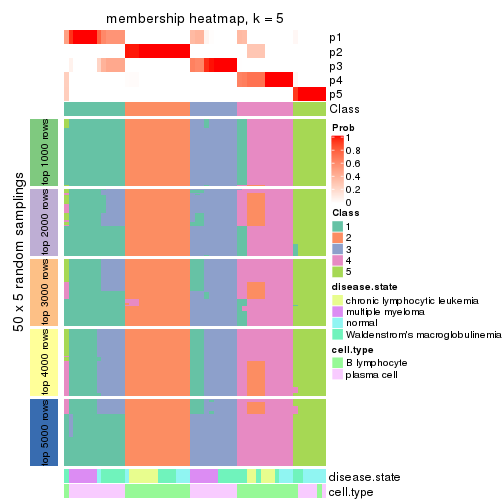 membership heatmap, k = 5
p1
p2
p3
p4
p5
Class
50 x 5 random samplings
top 1000 rows
top 2000 rows
top 3000 rows
top 4000 rows
top 5000 rows
disease.state
cell.type
Prob
1
0.8
0.6
0.4
0.2
0
Class
1
2
3
4
5
disease.state
chronic lymphocytic leukemia
multiple myeloma
normal
Waldenstrom's macroglobulinemia
cell.type
B lymphocyte
plasma cell